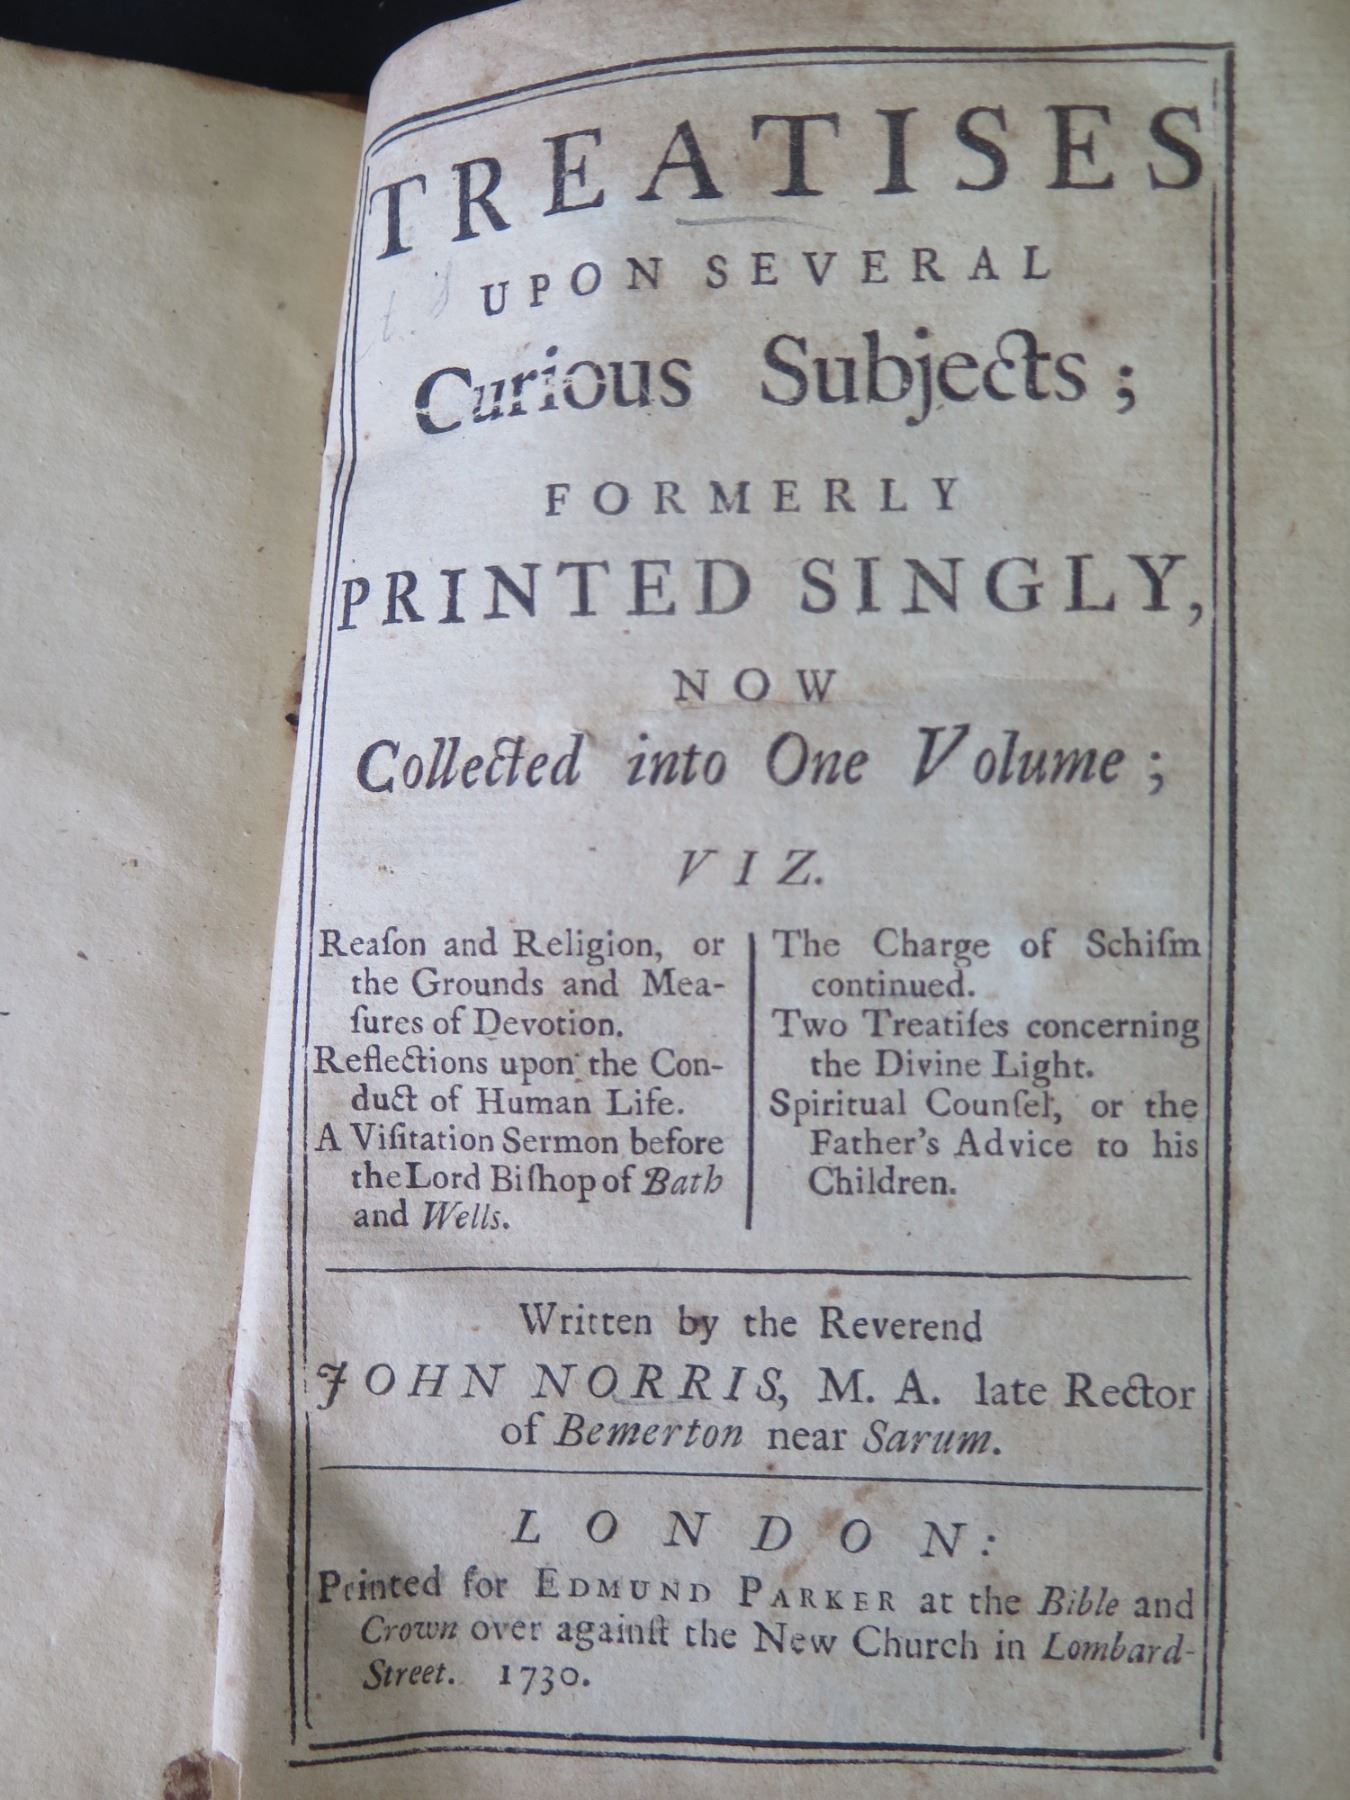 TREATISES
UPON SEVERAL
Curious Subjects;
FORMERLY
PRINTED SINGLY,
NOW
Collected into One Volume;
VIZ.
Reaſon and Religion, or
the Grounds and Mea-
ſures of Devotion.
Reflections upon the Con-
duct of Human Life.
A Viſitation Sermon before
the Lord Biſhop of Bath
and Wells.
The Charge of Schiſm
continued.
Two Treatiſes concerning
the Divine Light.
Spiritual Counſel, or the
Father's Advice to his
Children.
Written by the Reverend
JOHN NORRIS, M. A. late Rector
of Bemerton near Sarum.
LONDON:
Printed for EDMUND PARKER at the Bible and
Crown over againſt the New Church in Lombard-
Street. 1730.